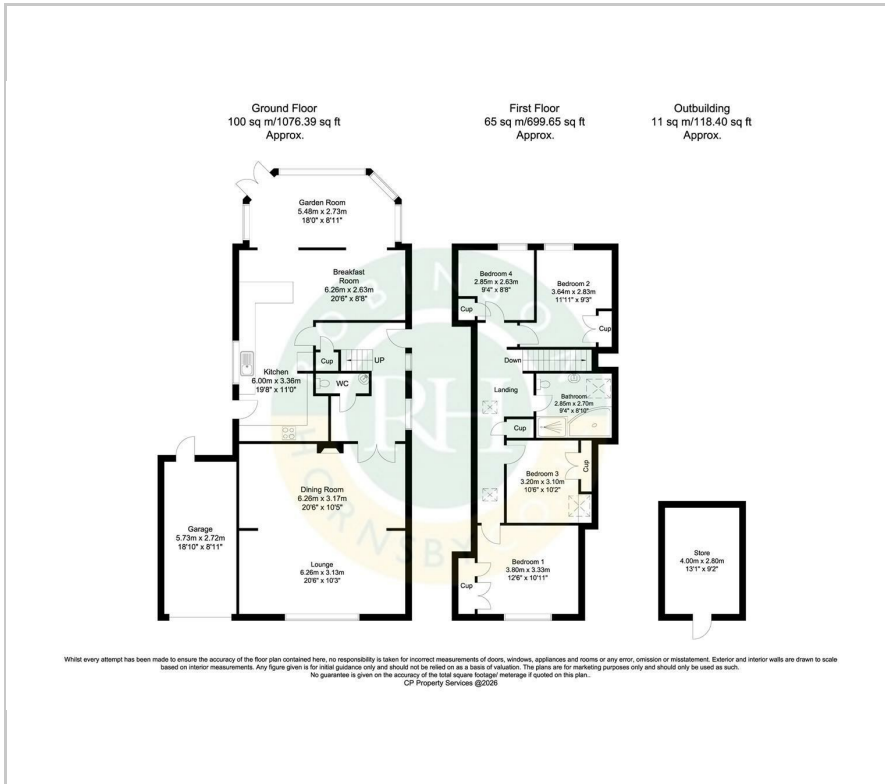 Ground Floor
100 sq m/1076.39 sq ft
Approx.
First Floor
65 sq m/699.65 sq ft
Approx.
Outbuilding
11 sq m/118.40 sq ft
Approx.
Garden Room
5.48m x 2.73m
18'0" x 8'11"
Breakfast
Room
6.26m x 2.63m
20'6" x 8'8"
Cup
UP
WC
Kitchen
6.00m x 3.36m
19'8" x 11'0"
Dining Room
6.26m x 3.17m
20'6" x 10'5"
Garage
5.73m x 2.72m
18'10" x 8'11"
Lounge
6.26m x 3.13m
20'6" x 10'3"
Bedroom 4
2.85m x 2.63m
9'4" x 8'8"
Bedroom 2
3.64m x 2.83m
11'11" x 9'3"
Cup
Cup
Down
Landing
Bathroom
2.85m x 2.70m
9'4" x 8'10"
Cup
Bedroom 3
3.20m x 3.10m
10'6" x 10'2"
Cup
Bedroom 1
3.80m x 3.33m
12'6" x 10'11"
Cup
Store
4.00m x 2.80m
13'1" x 9'2"
ROBINSON
RH
HORNSBY
Whilst every attempt has been made to ensure the accuracy of the floor plan contained here, no responsibility is taken for incorrect measurements of doors, windows, appliances and rooms or any error, omission or misstatement. Exterior and interior walls are drawn to scale
based on interior measurements. Any figure given is for initial guidance only and should not be relied on as a basis of valuation. The plans are for marketing purposes only and should only be used as such.
No guarantee is given on the accuracy of the total square footage/ meterage if quoted on this plan..
CP Property Services @2026